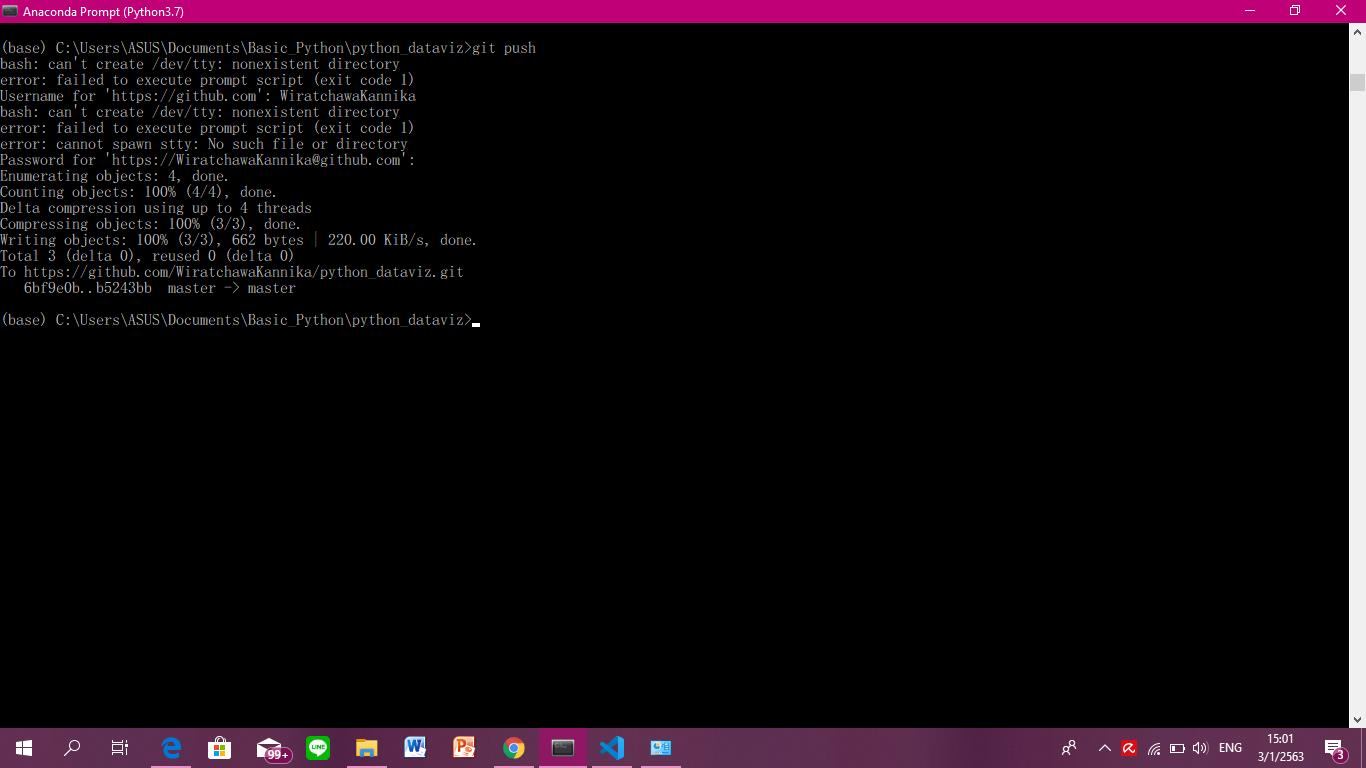 Anaconda Prompt (Python3.7)
(base) C:\Users\ASUS\Documents\Basic_Python\python_dataviz>git push
bash: can't create /dev/tty: nonexistent directory
error: failed to execute prompt script (exit code 1)
Username for 'https://github.com': WiratchawaKannika
bash: can't create /dev/tty: nonexistent directory
error: failed to execute prompt script (exit code 1)
error: cannot spawn stty: No such file or directory
Password for 'https://WiratchawaKannika@github.com':
Enumerating objects: 4, done.
Counting objects: 100% (4/4), done.
Delta compression using up to 4 threads
Compressing objects: 100% (3/3), done.
Writing objects: 100% (3/3), 662 bytes | 220.00 KiB/s, done.
Total 3 (delta 0), reused 0 (delta 0)
To https://github.com/WiratchawaKannika/python_dataviz.git
   6bf9e0b..b5243bb  master -> master
(base) C:\Users\ASUS\Documents\Basic_Python\python_dataviz>
99+
LINE
ENG
15:01
3/1/2563
3